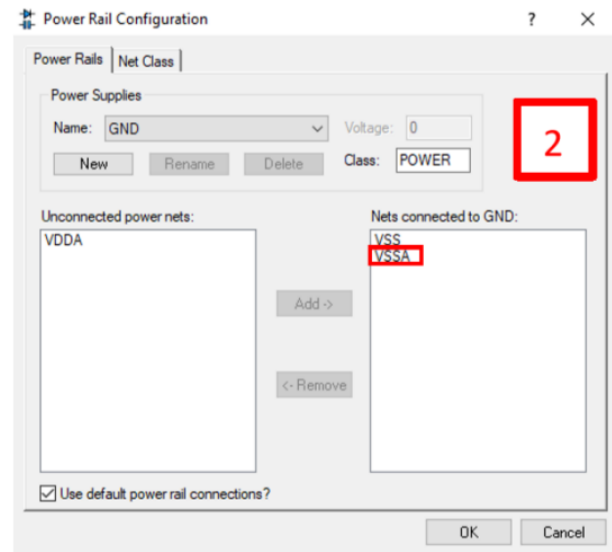 Power Rail Configuration ? ×
Power Rails Net Class
Power Supplies
Name: GND Voltage: 0
New Rename Delete Class: POWER
2
Unconnected power nets: Nets connected to GND:
VDDA VSS
VSSA
Add ->
<- Remove
Use default power rail connections?
OK Cancel